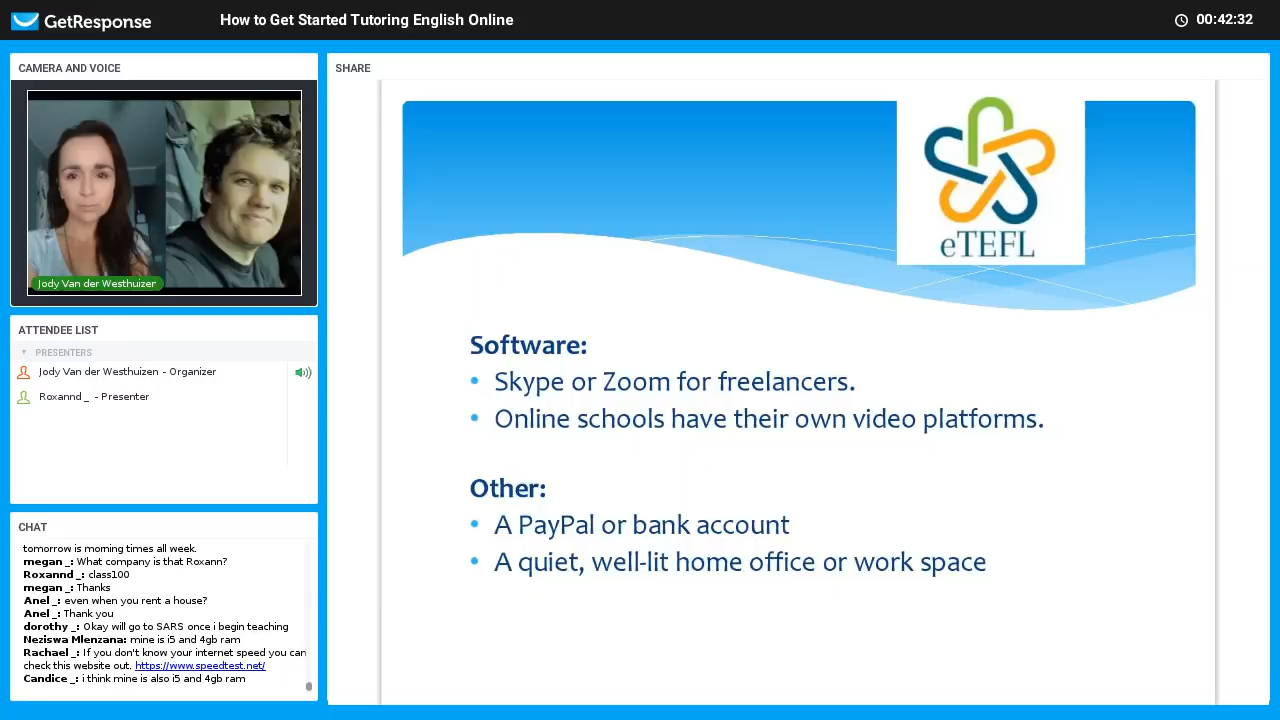 GetResponse
How to Get Started Tutoring English Online
00:42:32
CAMERA AND VOICE
Jody Van der Westhuizen
ATTENDEE LIST
PRESENTERS
Jody Van der Westhuizen - Organizer
Roxannd _ - Presenter
CHAT
tomorrow is morning times all week.
megan _: What company is that Roxann?
Roxannd _: class100
megan _: Thanks
Anel _: even when you rent a house?
Anel _: Thank you
dorothy _: Okay will go to SARS once i begin teaching
Neziswa Mlenzana: mine is i5 and 4gb ram
Rachael _: If you don't know your internet speed you can
check this website out. https://www.speedtest.net/
Candice _: i think mine is also i5 and 4gb ram
SHARE
eTEFL
Software:
• Skype or Zoom for freelancers.
• Online schools have their own video platforms.
Other:
• A PayPal or bank account
• A quiet, well-lit home office or work space